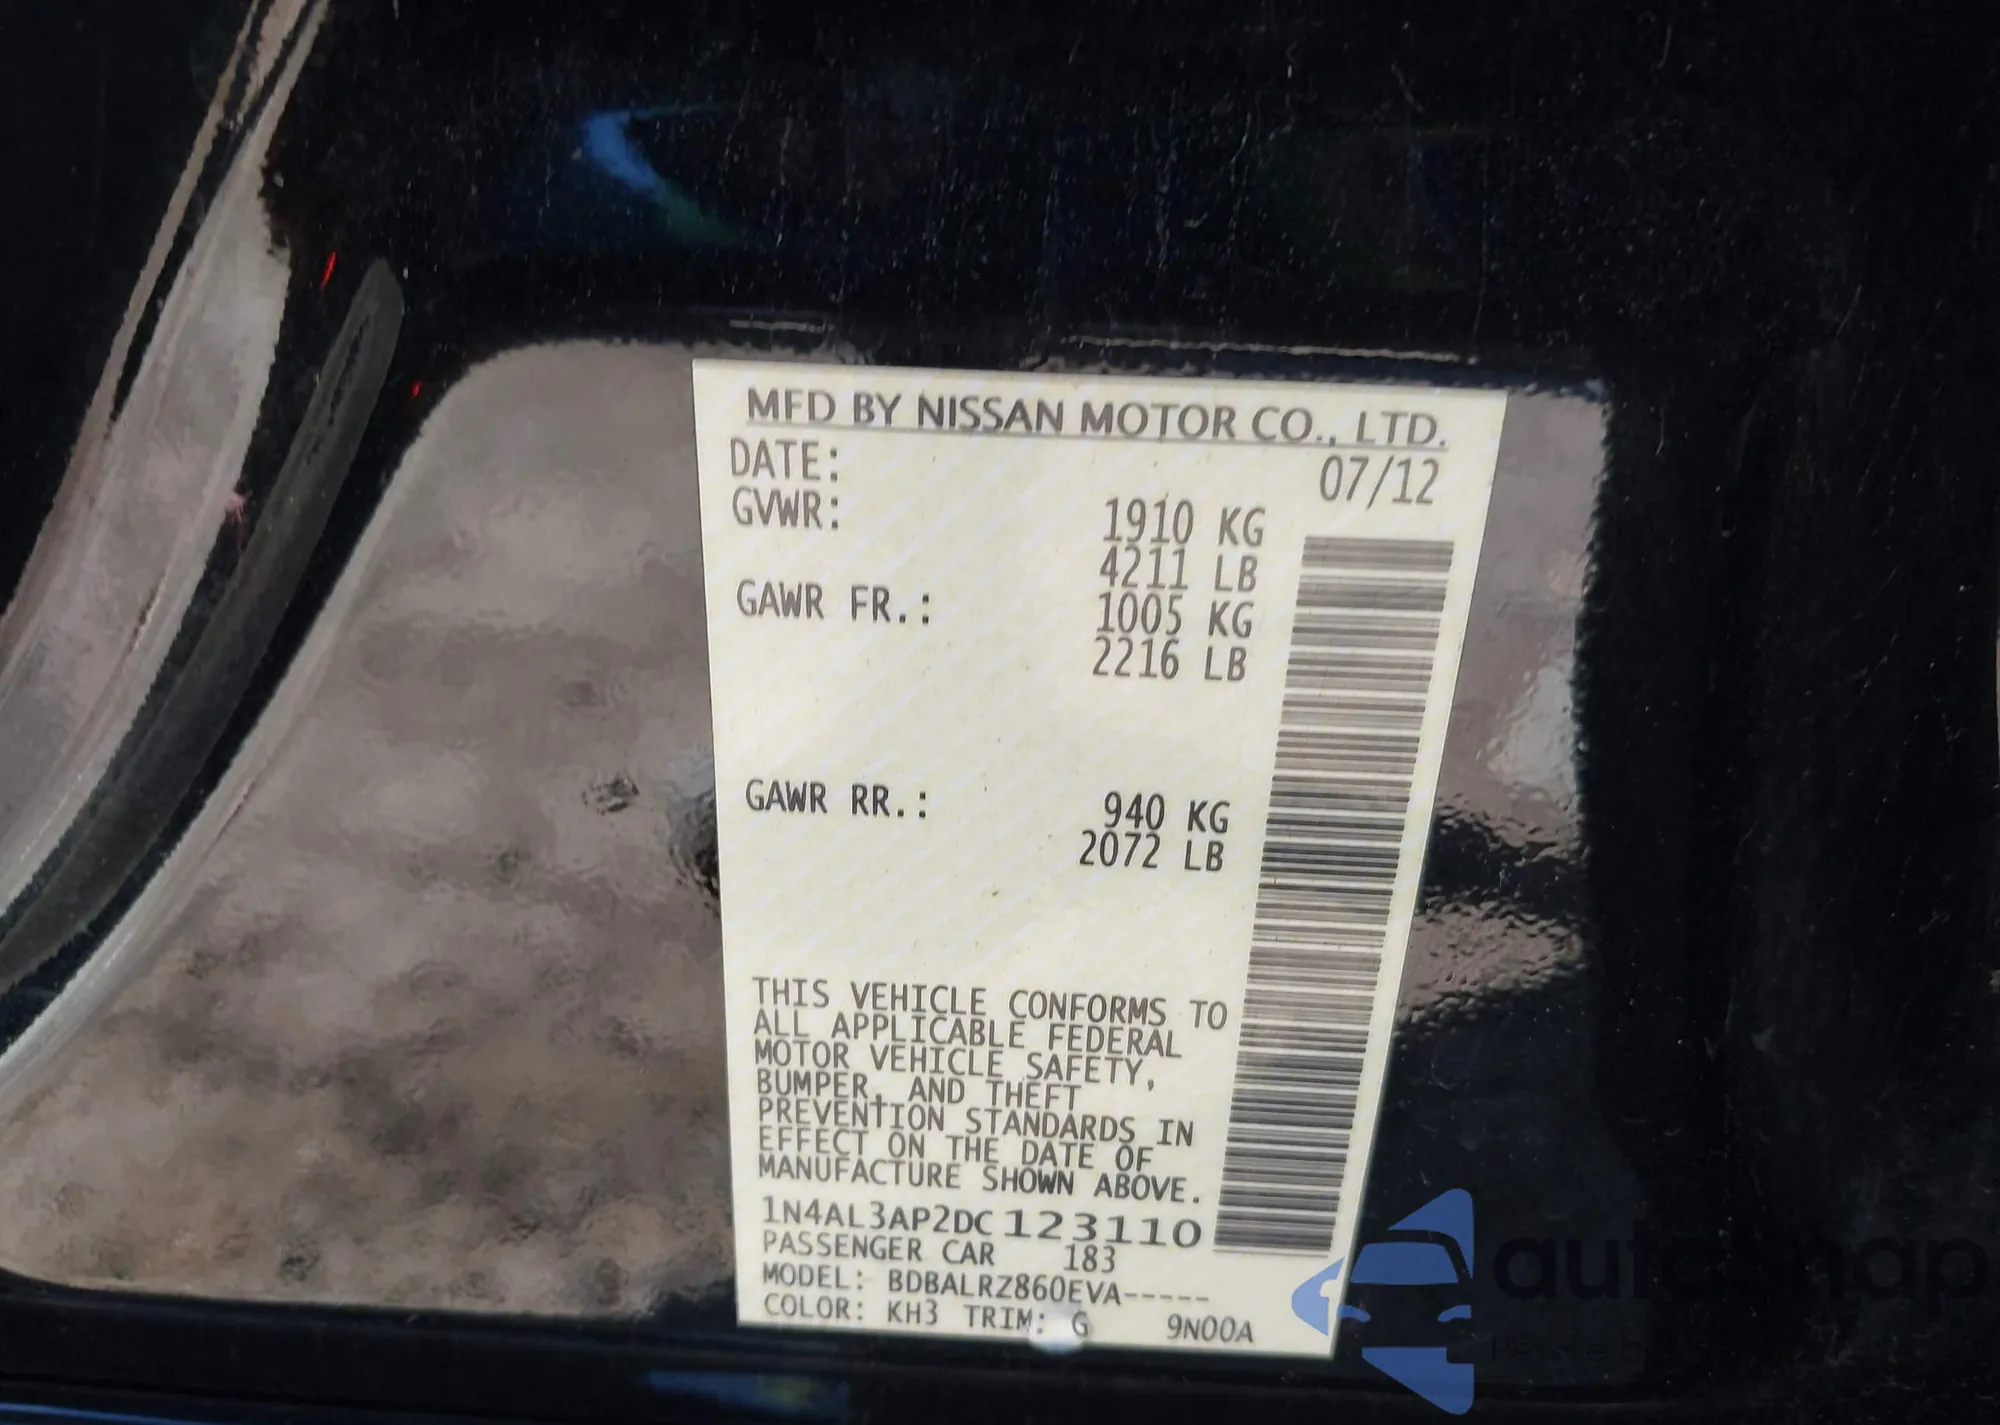 MFD BY NISSAN MOTOR CO., LTD.
DATE: 07/12
GVWR: 1910 KG
4211 LB
GAWR FR.: 1005 KG
2216 LB
GAWR RR.: 940 KG
2072 LB
THIS VEHICLE CONFORMS TO
ALL APPLICABLE FEDERAL
MOTOR VEHICLE SAFETY,
BUMPER, AND THEFT
PREVENTION STANDARDS IN
EFFECT ON THE DATE OF
MANUFACTURE SHOWN ABOVE.
1N4AL3AP2DC123110
PASSENGER CAR 183
MODEL: BDBALRZ860EVA-----
COLOR: KH3 TRIM: G 9N00A